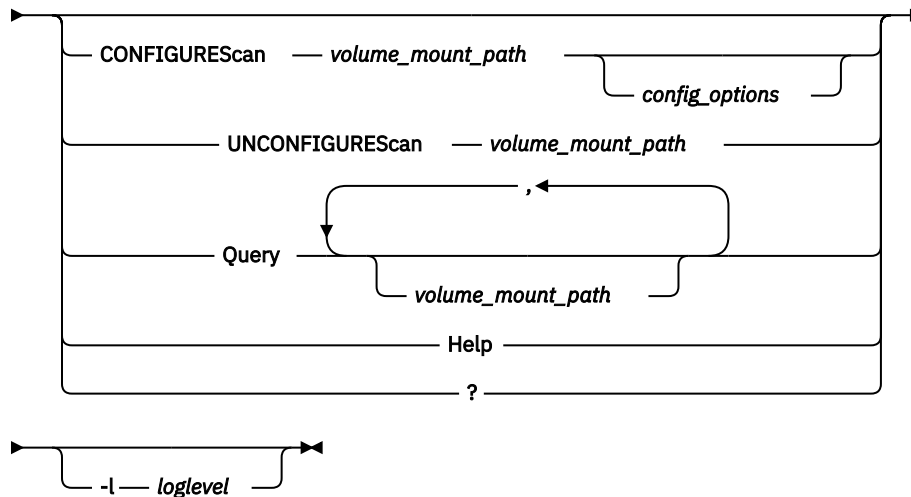 CONFIGUREScan volume_mount_path
config_options
UNCONFIGUREScan volume_mount_path
,
Query
volume_mount_path
Help
?
-l loglevel